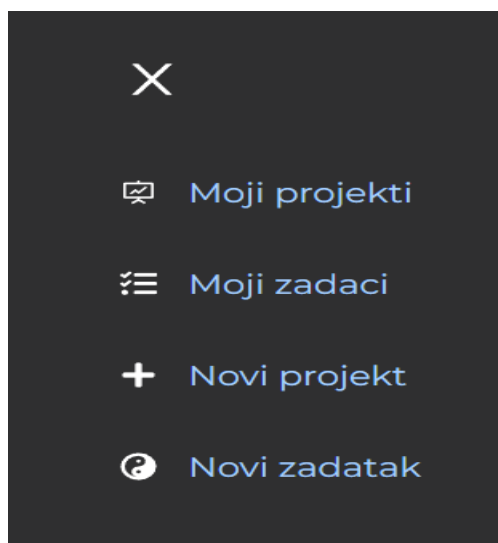 Moji projekti
Moji zadaci
Novi projekt
Novi zadatak